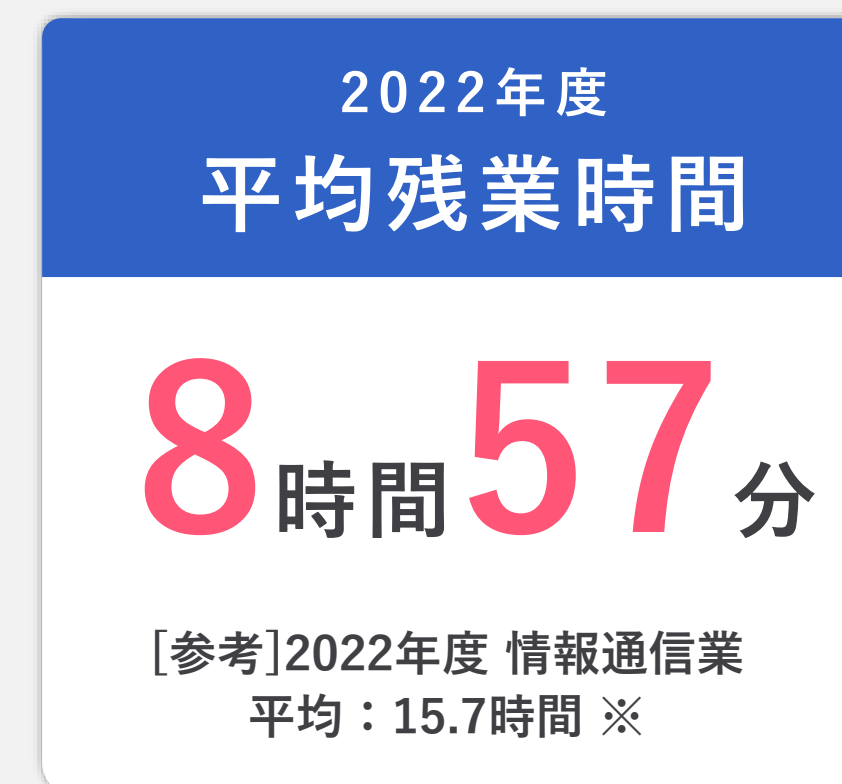 2022年度
平均残業時間
8時間57分
[参考]2022年度 情報通信業
平均：15.7時間 ※